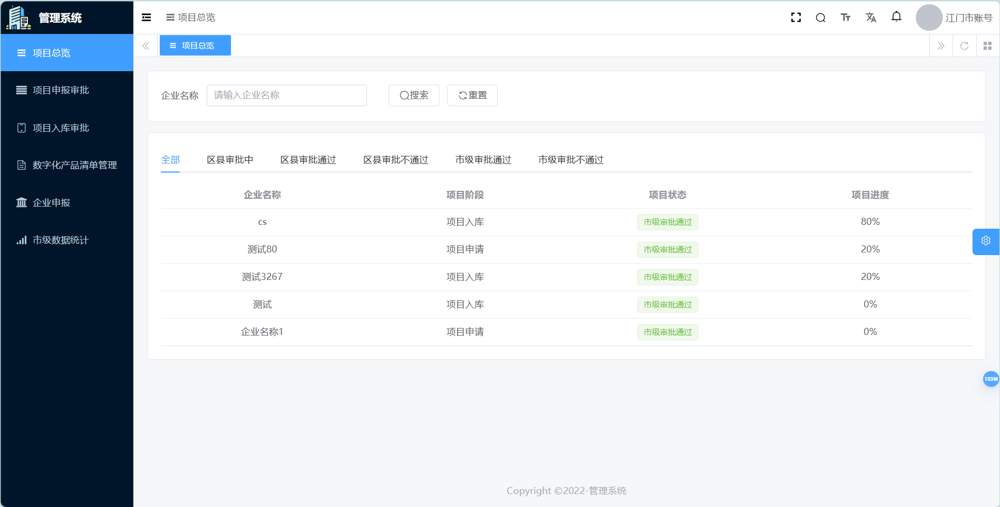 管理系统
项目总览
江门市账号
项目总览
项目总览
项目申报审批
项目入库审批
数字化产品清单管理
企业申报
市级数据统计
企业名称 请输入企业名称 搜索 重置
全部 区县审批中 区县审批通过 区县审批不通过 市级审批通过 市级审批不通过
企业名称 项目阶段 项目状态 项目进度
cs 项目入库 市级审批通过 80%
测试80 项目申请 市级审批通过 20%
测试3267 项目入库 市级审批通过 20%
测试 项目入库 市级审批通过 0%
企业名称1 项目申请 市级审批通过 0%
103M
Copyright ©2022-管理系统